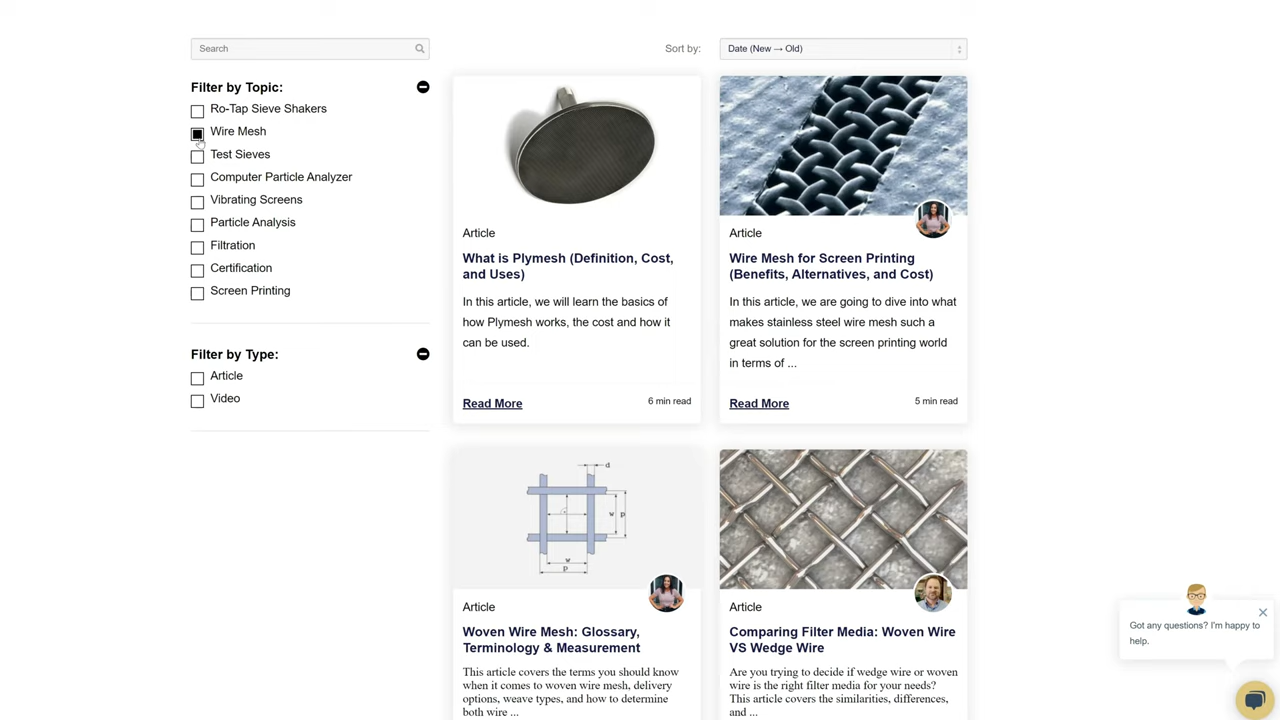 Search
Sort by:
Date (New → Old)
Filter by Topic:
Ro-Tap Sieve Shakers
Wire Mesh
Test Sieves
Computer Particle Analyzer
Vibrating Screens
Particle Analysis
Filtration
Certification
Screen Printing
Filter by Type:
Article
Video
Article
What is Plymesh (Definition, Cost,
and Uses)
In this article, we will learn the basics of
how Plymesh works, the cost and how it
can be used.
Read More
6 min read
Article
Wire Mesh for Screen Printing
(Benefits, Alternatives, and Cost)
In this article, we are going to dive into what
makes stainless steel wire mesh such a
great solution for the screen printing world
in terms of ...
Read More
5 min read
d
w
p
w
p
Article
Woven Wire Mesh: Glossary,
Terminology & Measurement
This article covers the terms you should know
when it comes to woven wire mesh, delivery
options, weave types, and how to determine
both wire ...
Article
Comparing Filter Media: Woven Wire
VS Wedge Wire
Are you trying to decide if wedge wire or woven
wire is the right filter media for your needs?
This article covers the similarities, differences,
and ...
Got any questions? I'm happy to
help.